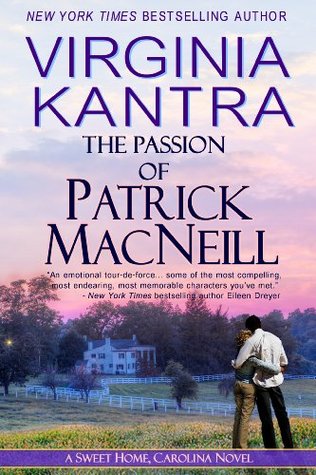 NEW YORK TIMES BESTSELLING AUTHOR
VIRGINIA
KANTRA
THE PASSION
OF
PATRICK
MACNEILL
"An emotional tour-de-force... some of the most compelling,
most endearing, most memorable characters you've met."
- New York Times bestselling author Eileen Dreyer
A SWEET HOME, CAROLINA NOVEL